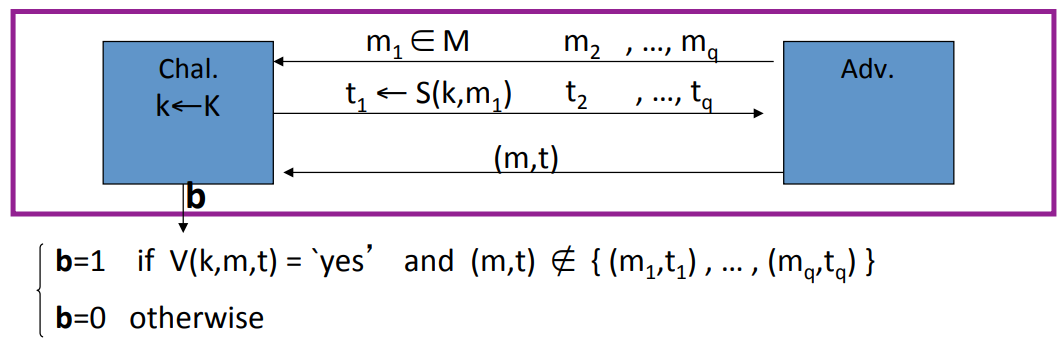 m₁ ∈ M m₂ , …, m_q
Chal.
k←K
Adv.
t₁ ← S(k,m₁) t₂ , …, t_q
(m,t)
b
b=1 if V(k,m,t) = `yes’ and (m,t) ∉ { (m₁,t₁) , … , (m_q,t_q) }
b=0 otherwise